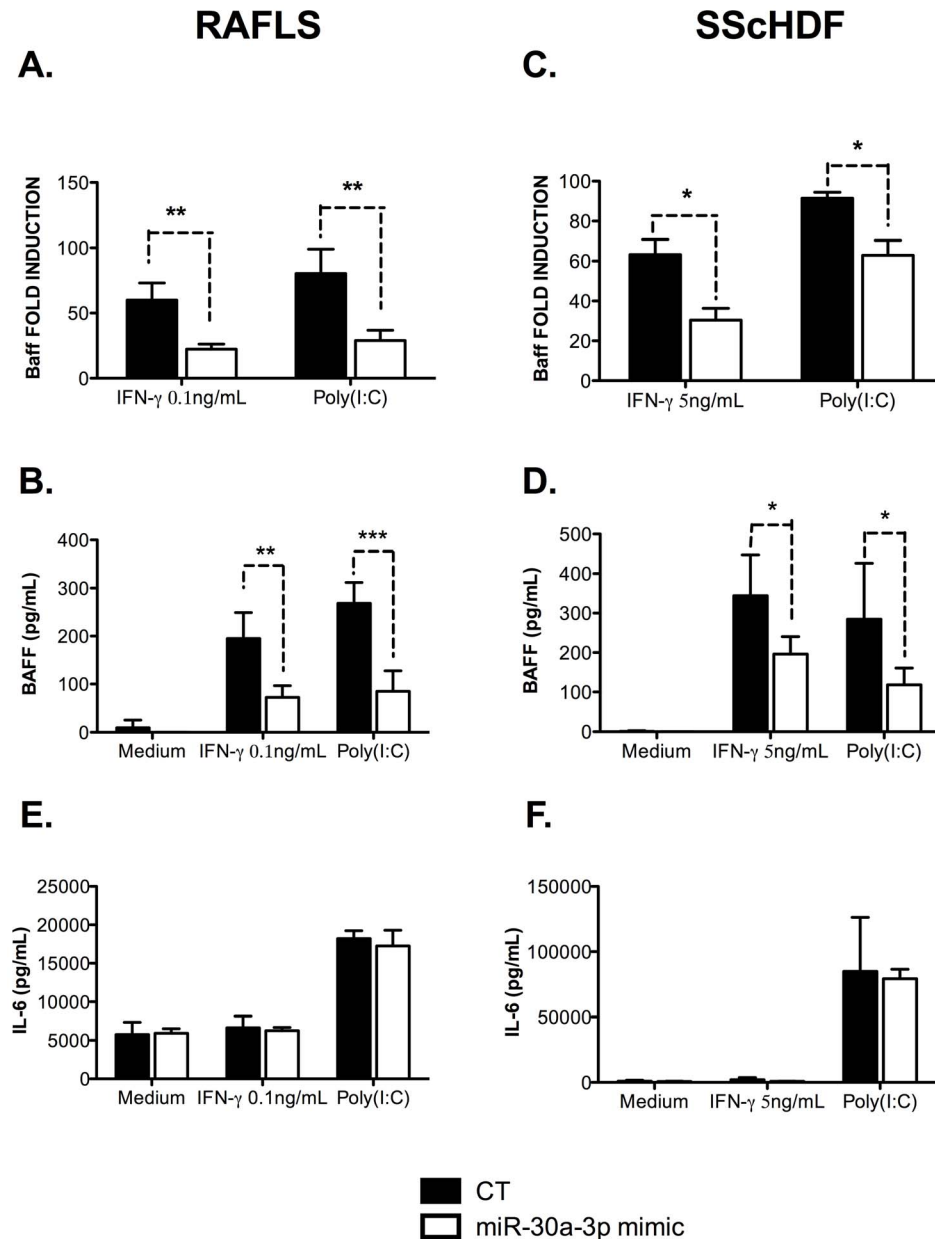 RAFLS
SScHDF
A.
Baff FOLD INDUCTION
150
100
50
0
**
**
IFN-γ 0.1ng/mL
Poly(I:C)
C.
Baff FOLD INDUCTION
100
80
60
40
20
0
*
*
IFN-γ 5ng/mL
Poly(I:C)
B.
BAFF (pg/mL)
400
300
200
100
0
**
***
Medium
IFN-γ 0.1ng/mL
Poly(I:C)
D.
BAFF (pg/mL)
500
400
300
200
100
0
*
*
Medium
IFN-γ 5ng/mL
Poly(I:C)
E.
IL-6 (pg/mL)
25000
20000
15000
10000
5000
0
Medium
IFN-γ 0.1ng/mL
Poly(I:C)
F.
IL-6 (pg/mL)
150000
100000
50000
0
Medium
IFN-γ 5ng/mL
Poly(I:C)
CT
miR-30a-3p mimic